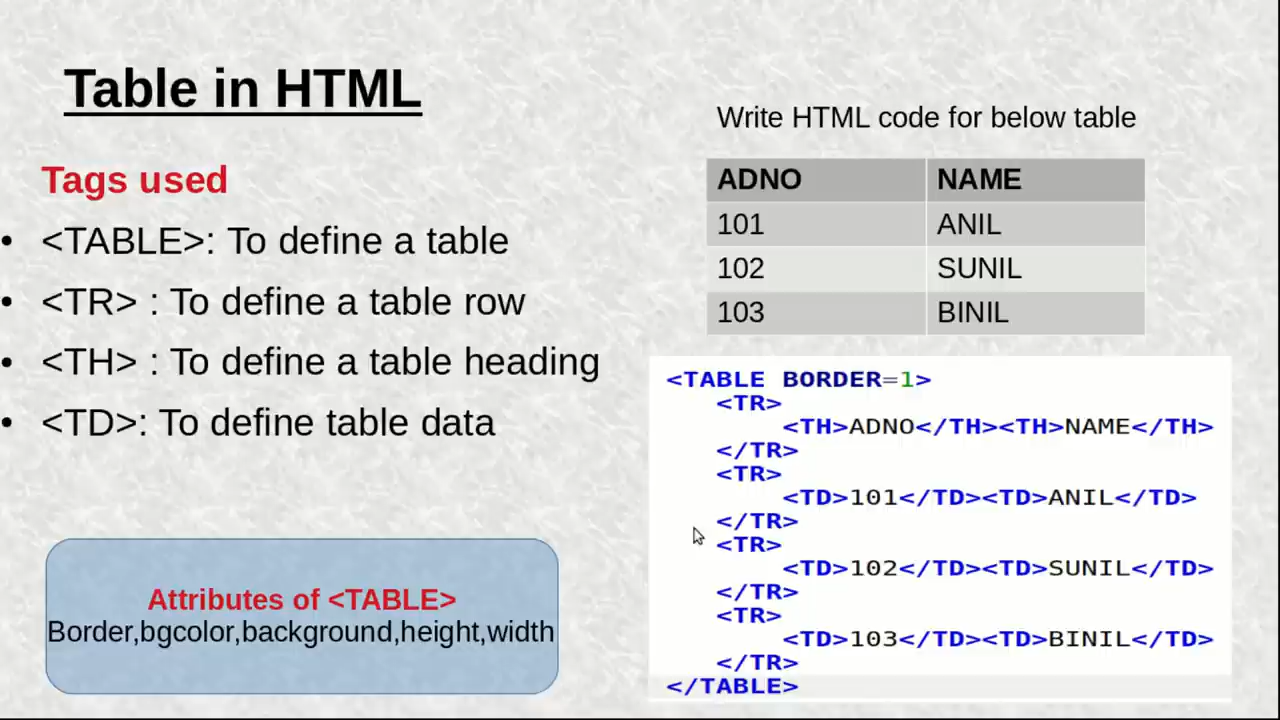 Table in HTML
Tags used
• <TABLE>: To define a table
• <TR> : To define a table row
• <TH> : To define a table heading
• <TD>: To define table data
Attributes of <TABLE>
Border,bgcolor,background,height,width
Write HTML code for below table
ADNO NAME
101 ANIL
102 SUNIL
103 BINIL
<TABLE BORDER=1>
<TR>
<TH>ADNO</TH><TH>NAME</TH>
</TR>
<TR>
<TD>101</TD><TD>ANIL</TD>
</TR>
<TR>
<TD>102</TD><TD>SUNIL</TD>
</TR>
<TR>
<TD>103</TD><TD>BINIL</TD>
</TR>
</TABLE>